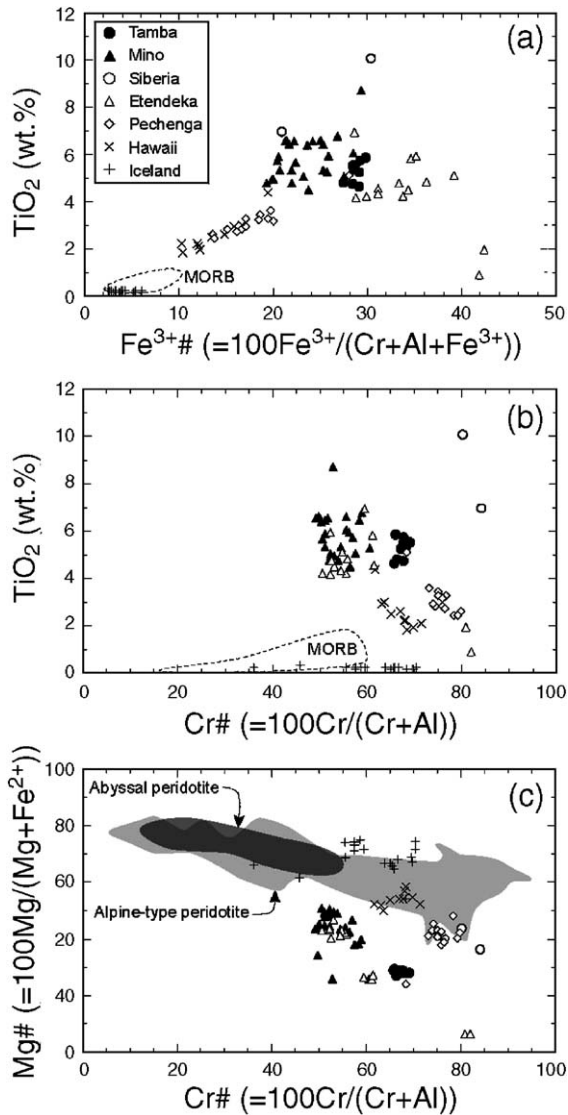 (a)
Tamba
Mino
Siberia
Etendeka
Pechenga
Hawaii
Iceland
TiO2 (wt.%)
12
10
8
6
4
2
0
MORB
0 10 20 30 40 50
Fe3+# (=100Fe3+/(Cr+Al+Fe3+))
(b)
TiO2 (wt.%)
12
10
8
6
4
2
0
MORB
0 20 40 60 80 100
Cr# (=100Cr/(Cr+Al))
(c)
Mg# (=100Mg/(Mg+Fe2+))
100
80
60
20
40
0
Abyssal peridotite
Alpine-type peridotite
0 20 40 60 80 100
Cr# (=100Cr/(Cr+Al))